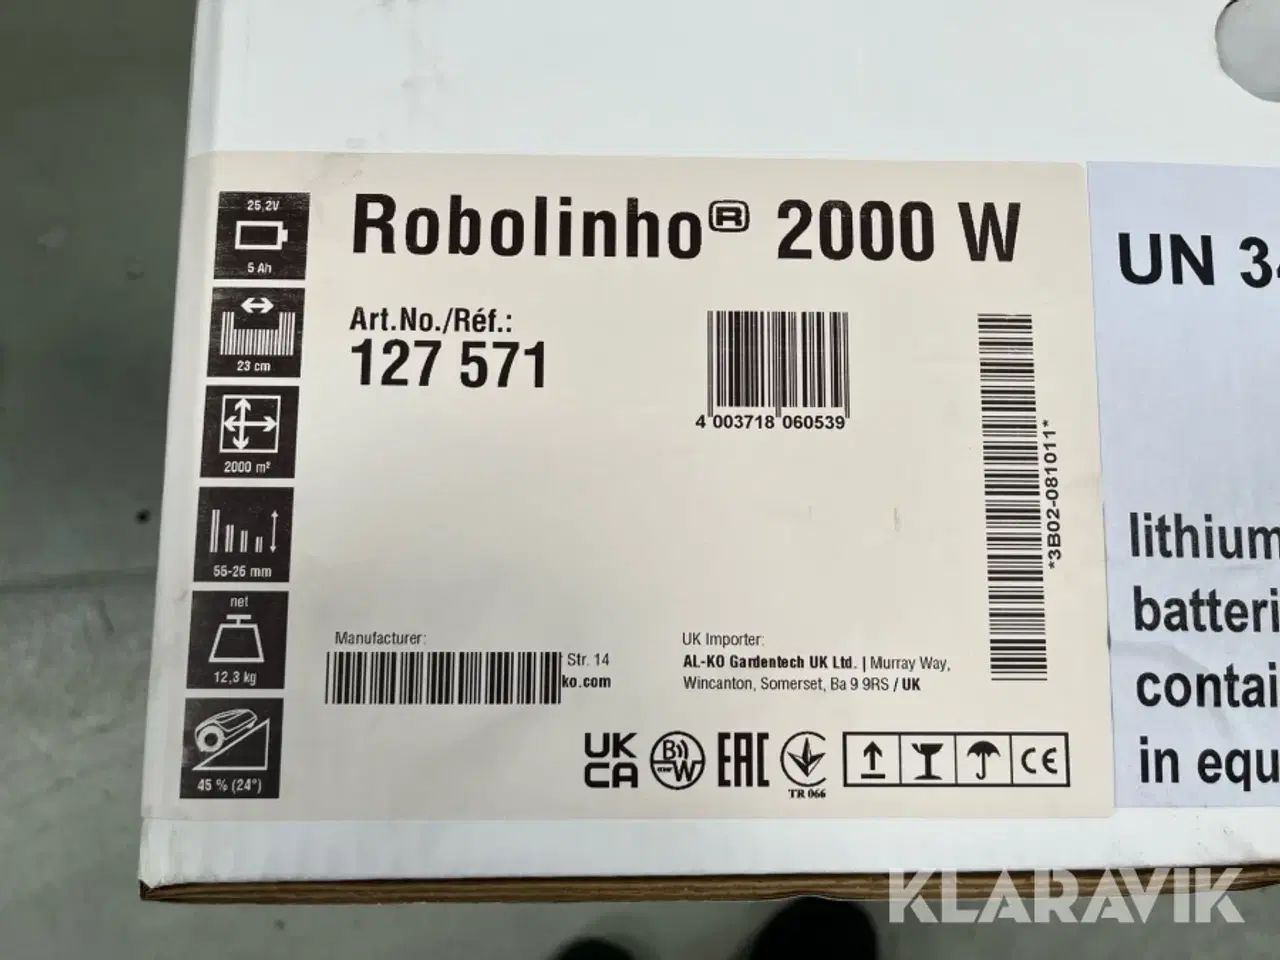 25,2V
5 Ah
23 cm
2000 m²
55-25 mm
net
12,3 kg
45 % (24°)
Robolinho® 2000 W
Art.No./Réf.:
127 571
4 003718 060539
*3B02-081011*
Manufacturer:
Str. 14
ko.com
UK Importer:
AL-KO Gardentech UK Ltd. | Murray Way,
Wincanton, Somerset, Ba 9 9RS / UK
UK
CA
EAC
TR 066
CE
UN 34
lithium
batteri
contai
in equ
KLARAVIK